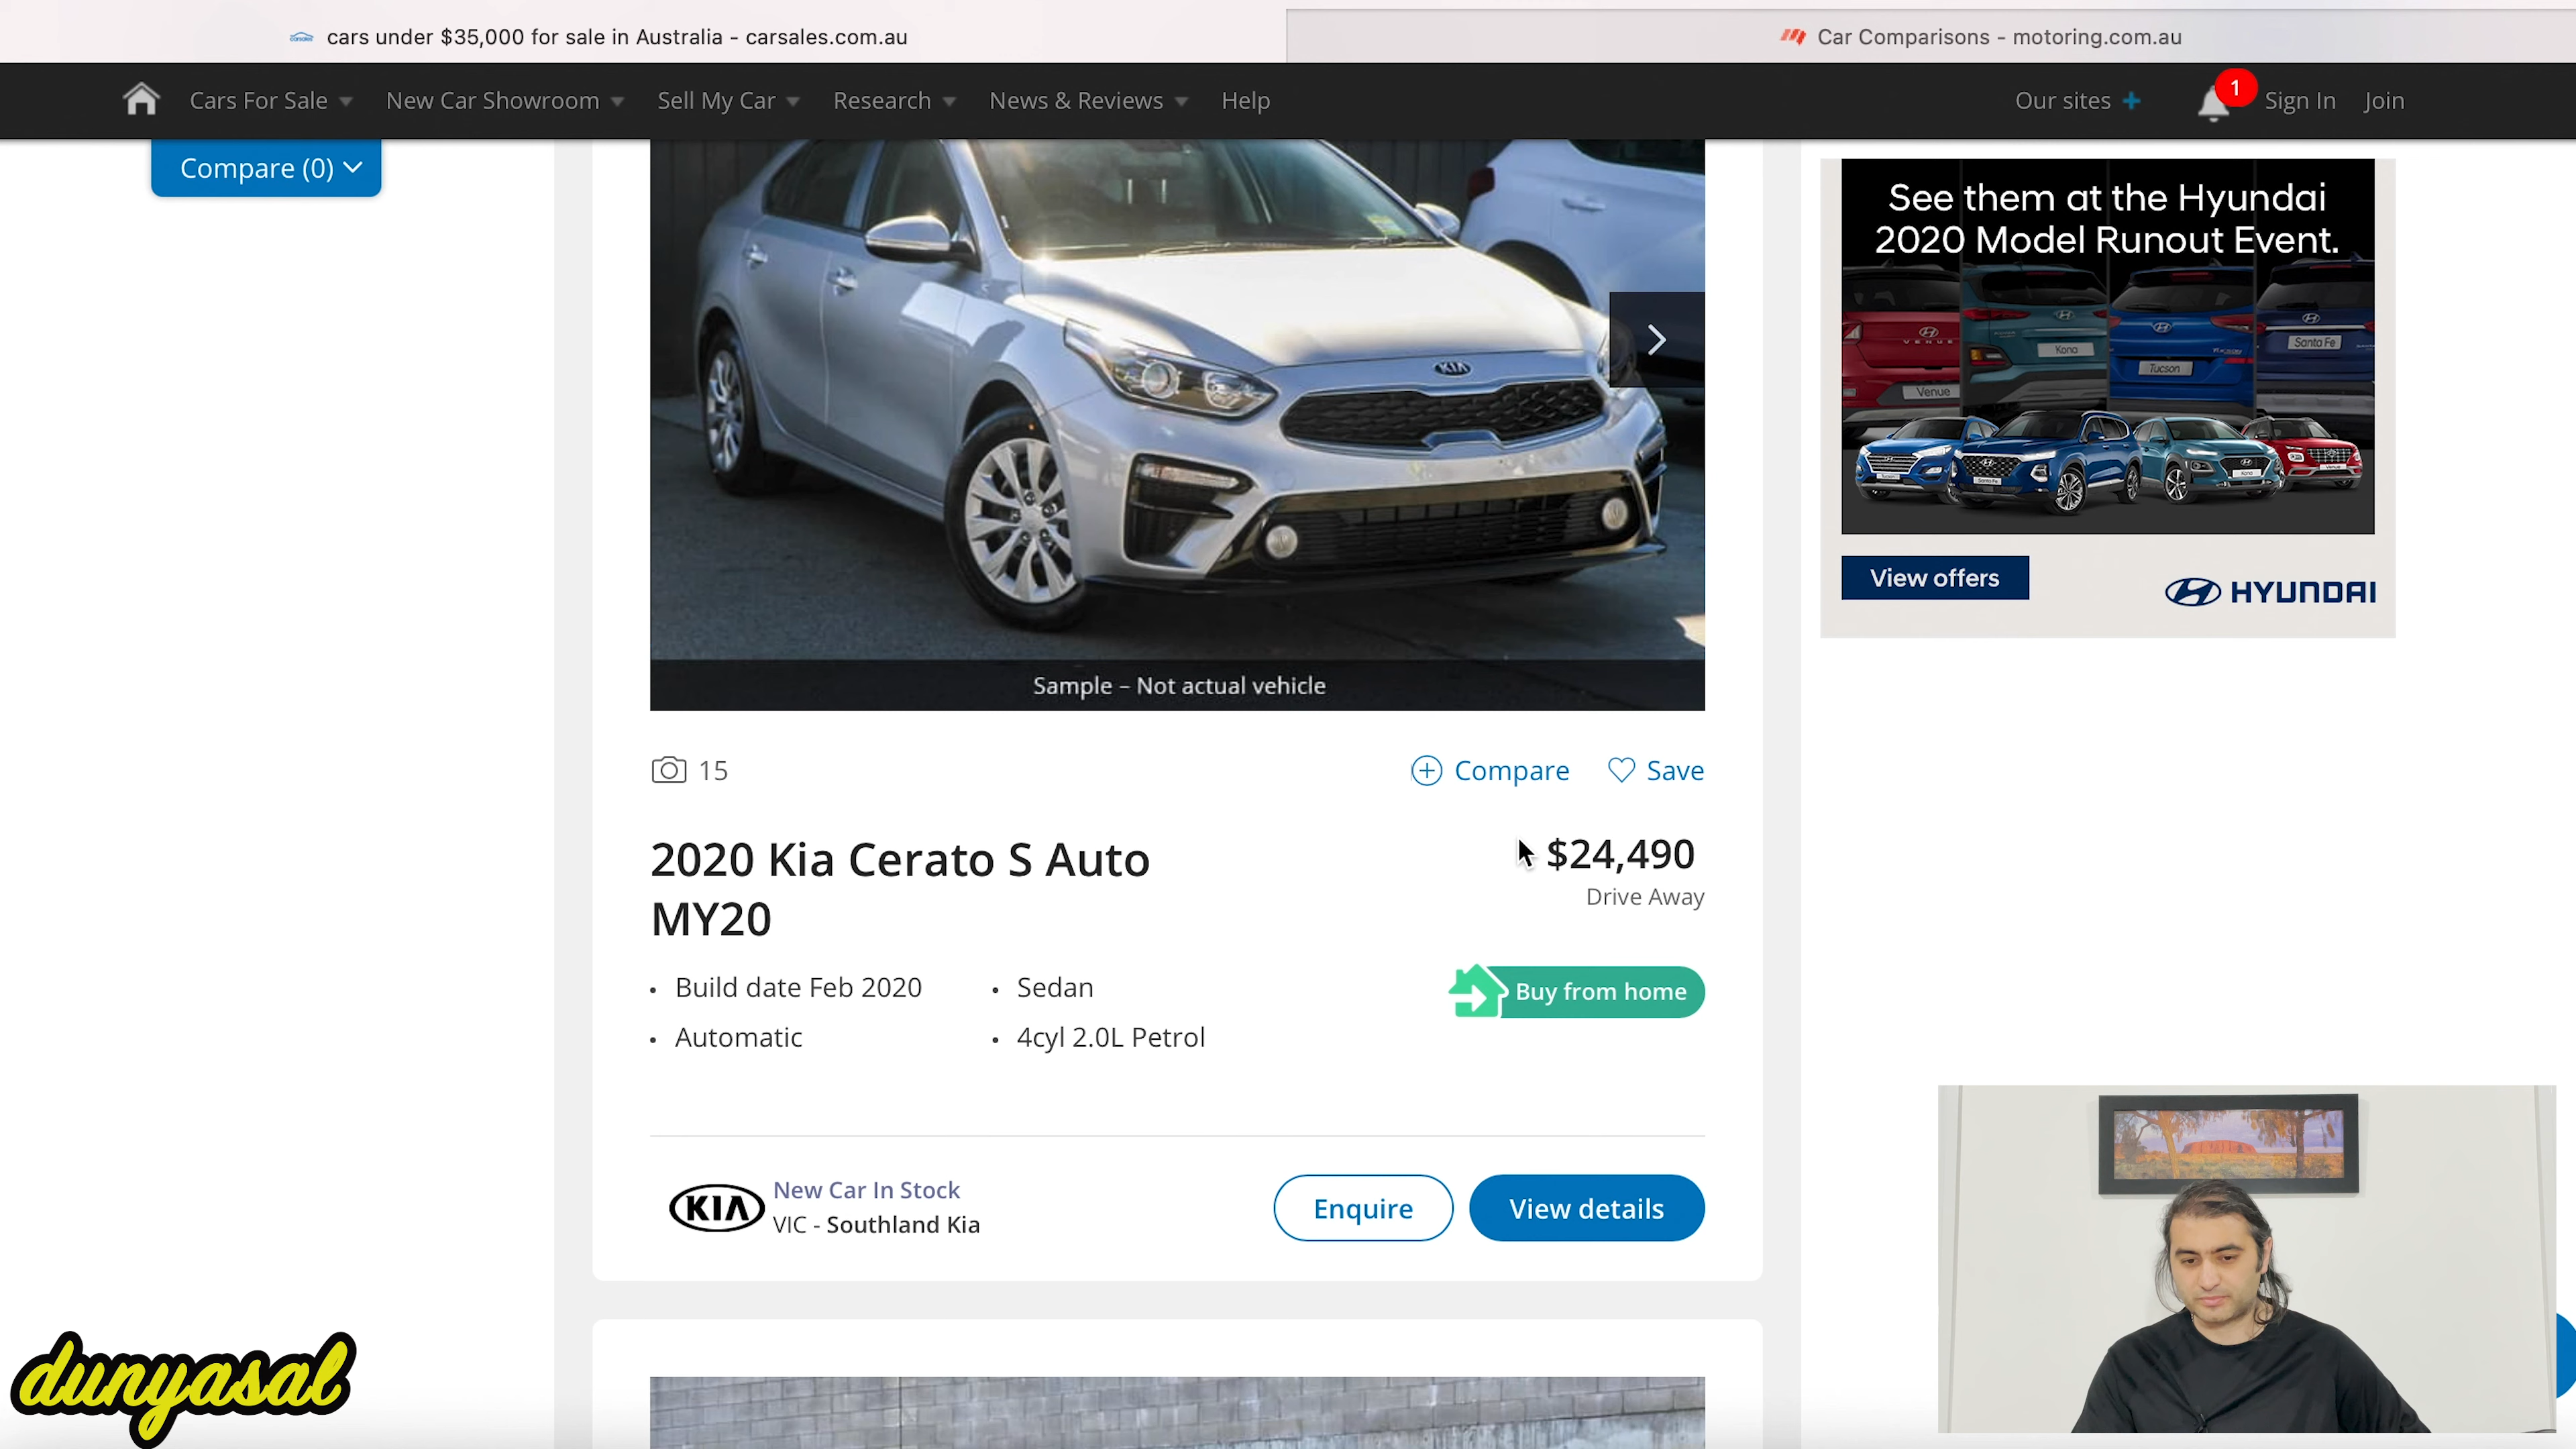 cars under $35,000 for sale in Australia - carsales.com.au
Car Comparisons - motoring.com.au
Cars For Sale
New Car Showroom
Sell My Car
Research
News & Reviews
Help
Our sites +
1
Sign In
Join
Compare (0)
KIA
Sample – Not actual vehicle
15
Compare
Save
2020 Kia Cerato S Auto
MY20
$24,490
Drive Away
• Build date Feb 2020
• Sedan
• Automatic
• 4cyl 2.0L Petrol
Buy from home
KIA
New Car In Stock
VIC - Southland Kia
Enquire
View details
See them at the Hyundai
2020 Model Runout Event.
VENUE
Venue
Kona
Tucson
Santa Fe
View offers
HYUNDAI
dunyasal